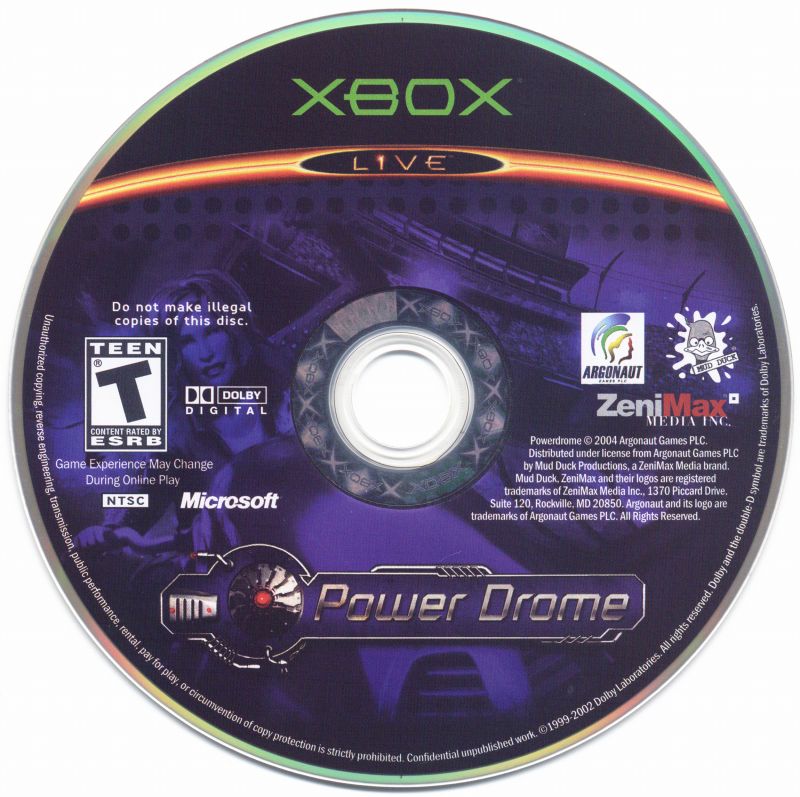 XBOX
LIVE™
Do not make illegal
copies of this disc.
TEEN
T
®
CONTENT RATED BY
ESRB
DOLBY
DIGITAL
Game Experience May Change
During Online Play
NTSC
Microsoft
ARGONAUT
GAMES PLC
MUD DUCK
ZeniMax
MEDIA INC.
Powerdrome © 2004 Argonaut Games PLC.
Distributed under license from Argonaut Games PLC
by Mud Duck Productions, a ZeniMax Media brand.
Mud Duck. ZeniMax and their logos are registered
trademarks of ZeniMax Media Inc., 1370 Piccard Drive.
Suite 120, Rockville, MD 20850. Argonaut and its logo are
trademarks of Argonaut Games PLC. All Rights Reserved.
Power Drome
Unauthorized copying, reverse engineering, transmission, public performance, rental, pay for play, or circumvention of copy protection is strictly prohibited. Confidential unpublished work. ©1999-2002 Dolby Laboratories. All rights reserved. Dolby and the double-D symbol are trademarks of Dolby Laboratories.